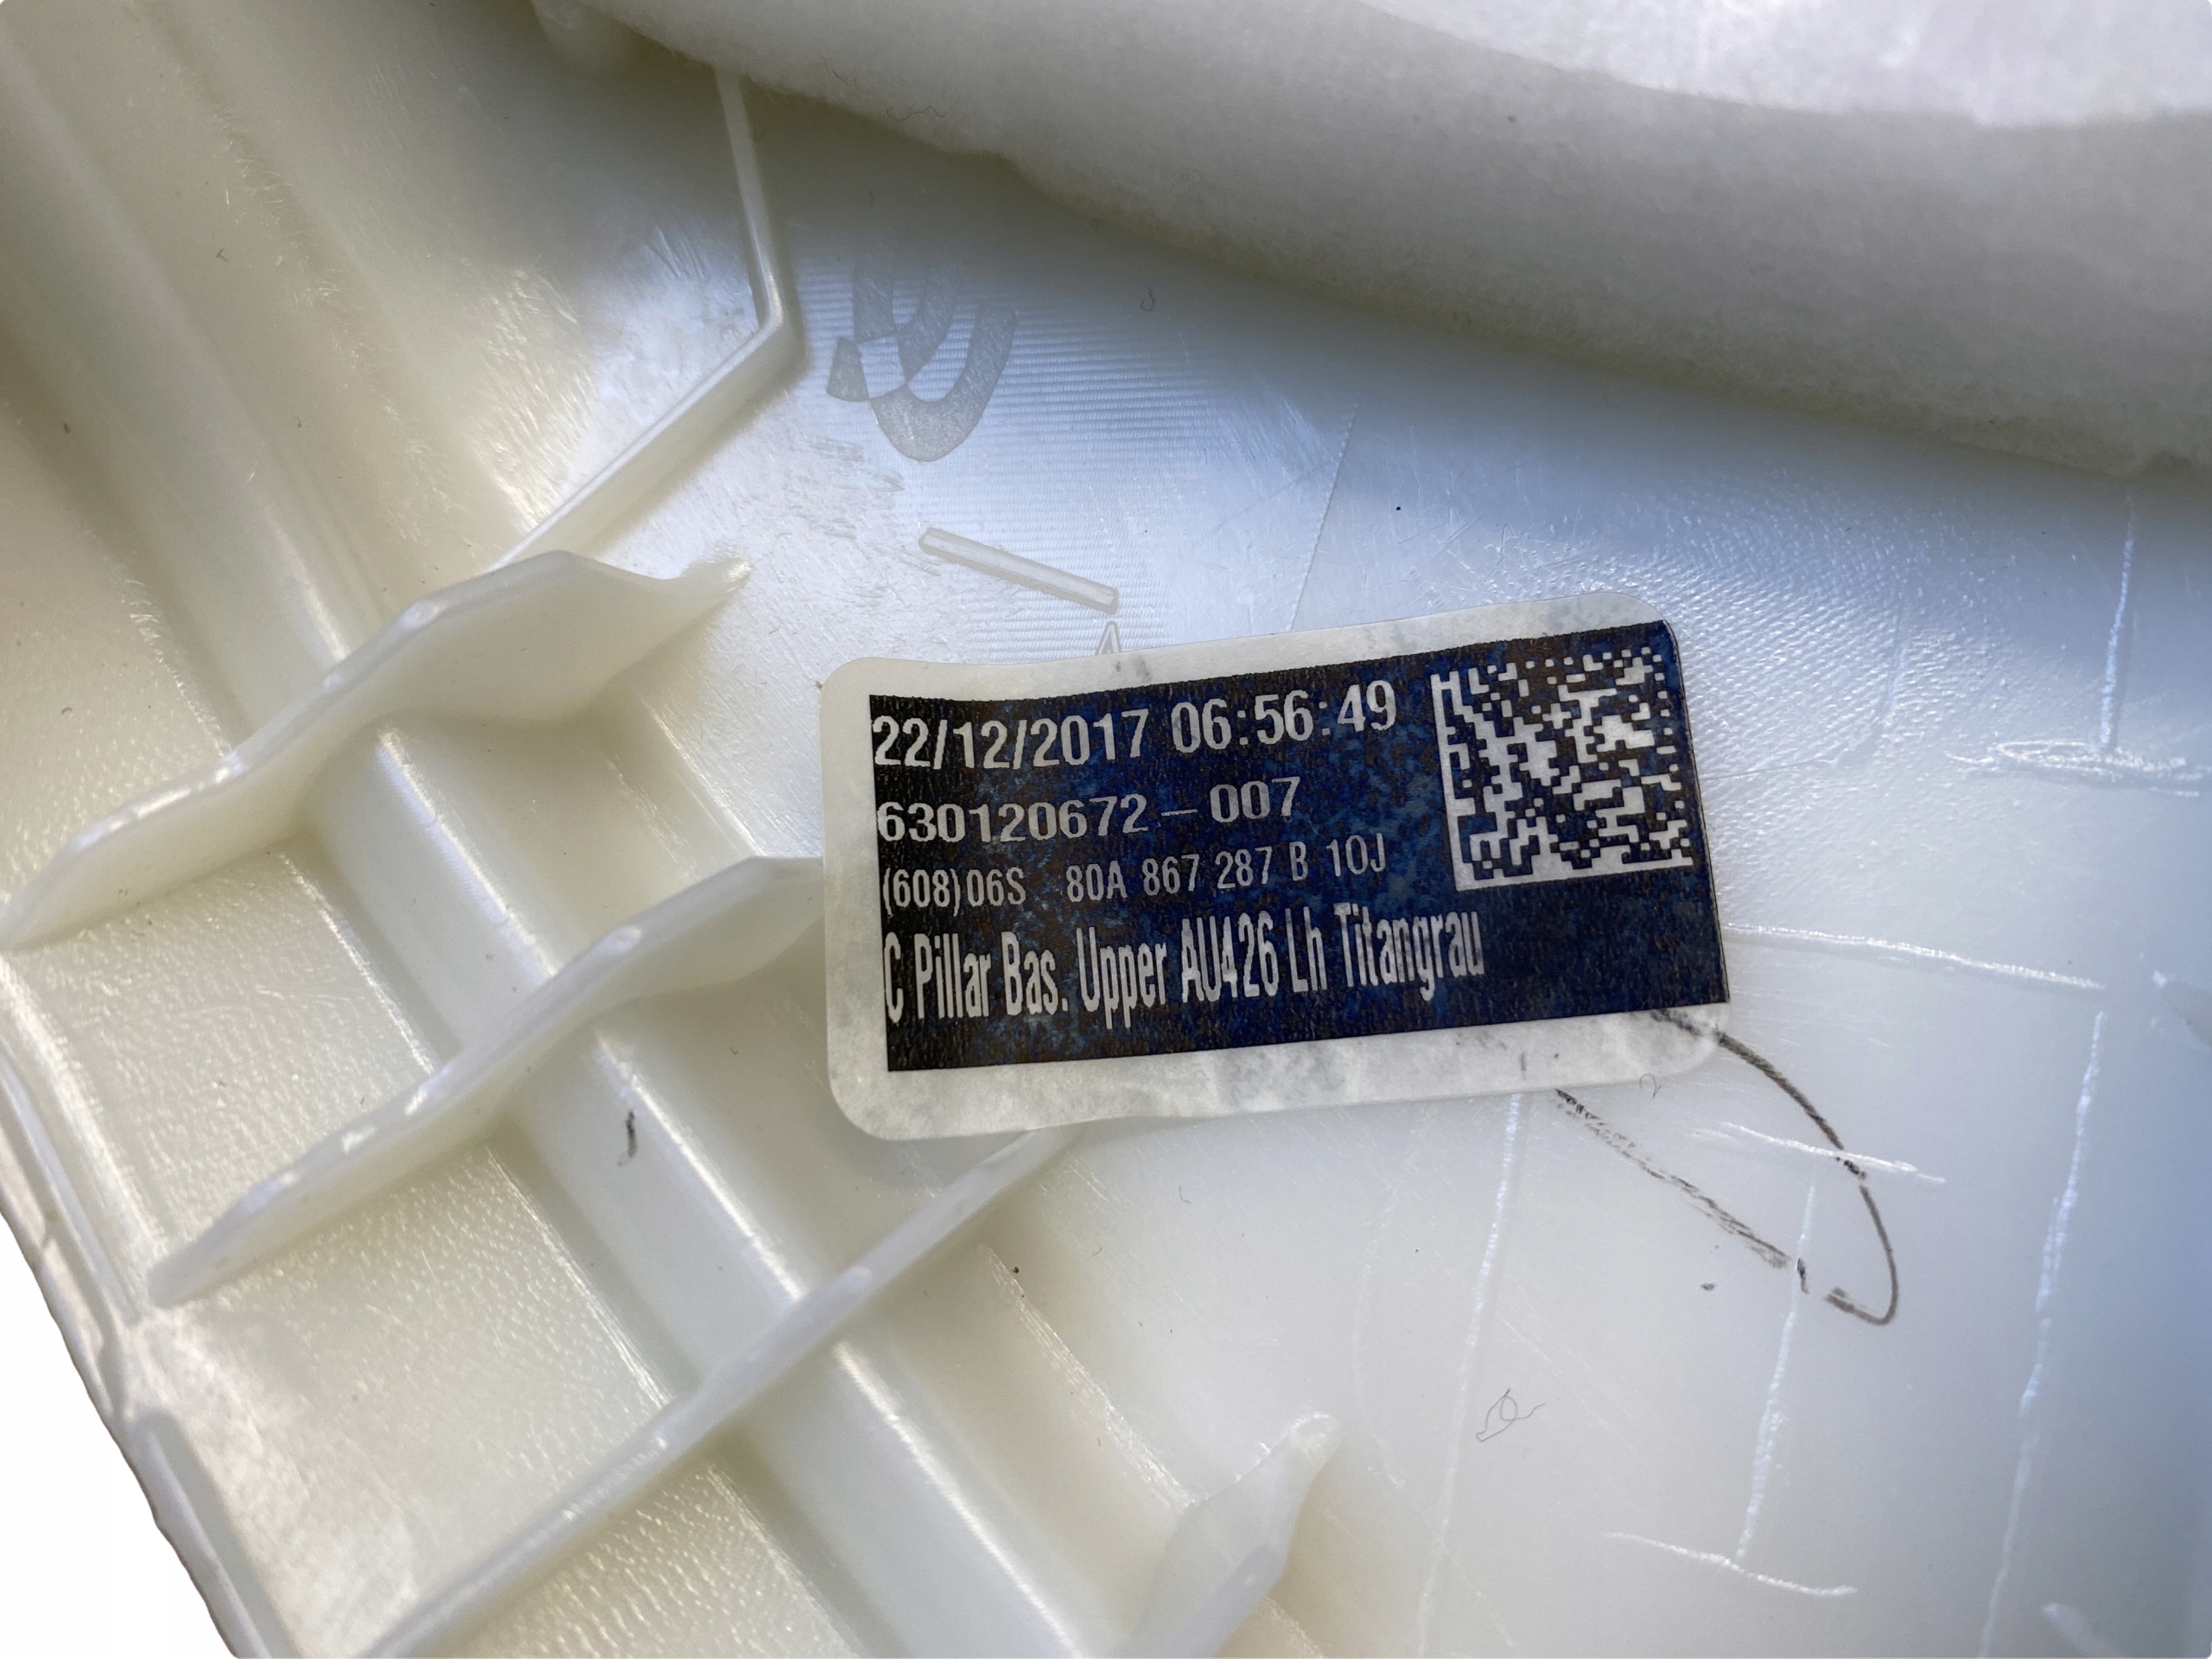 22/12/2017 06:56:49
630120672 - 007
(608)06S 80A 867 287 B 10J
C Pillar Bas. Upper AU426 Lh Titangrau